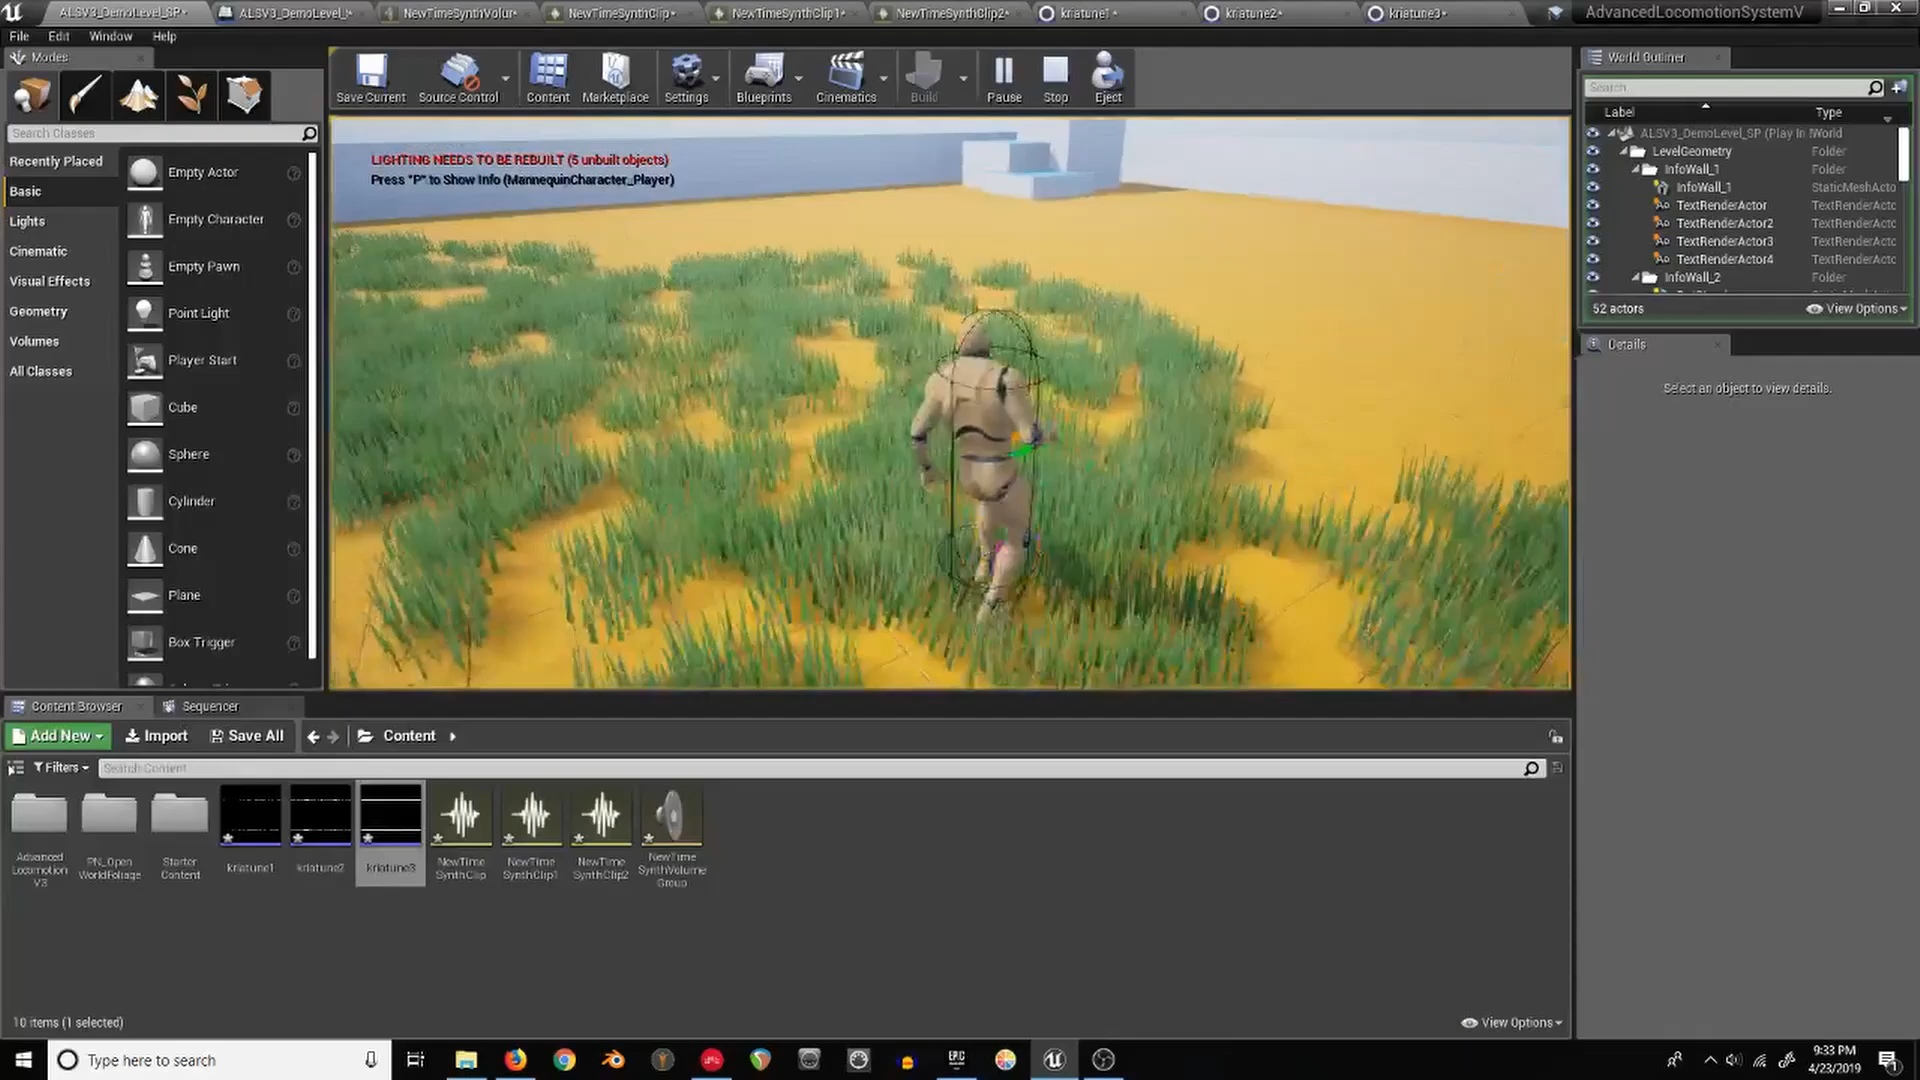 ALSV3_DemoLevel_SP*
ALSV3_DemoLevel_*
NewTimeSynthVolur*
NewTimeSynthClip*
NewTimeSynthClip1*
NewTimeSynthClip2*
kriatune1*
kriatune2*
kriatune3*
AdvancedLocomotionSystemV
File Edit Window Help
Modes
Search Classes
Recently Placed
Basic
Lights
Cinematic
Visual Effects
Geometry
Volumes
All Classes
Empty Actor
Empty Character
Empty Pawn
Point Light
Player Start
Cube
Sphere
Cylinder
Cone
Plane
Box Trigger
Save Current
Source Control
Content
Marketplace
Settings
Blueprints
Cinematics
Build
Pause
Stop
Eject
LIGHTING NEEDS TO BE REBUILT (5 unbuilt objects)
Press "P" to Show Info (MannequinCharacter_Player)
World Outliner
Search
Label Type
ALSV3_DemoLevel_SP (Play In World
LevelGeometry Folder
InfoWall_1 Folder
InfoWall_1 StaticMeshActo
TextRenderActor TextRenderActo
TextRenderActor2 TextRenderActo
TextRenderActor3 TextRenderActo
TextRenderActor4 TextRenderActo
InfoWall_2 Folder
52 actors View Options
Details
Select an object to view details.
Content Browser Sequencer
Add New Import Save All Content
Filters Search Content
Advanced
Locomotion
V3
PN_Open
WorldFoliage
Starter
Content
kriatune1
kriatune2
kriatune3
NewTime
SynthClip
NewTime
SynthClip1
NewTime
SynthClip2
NewTime
SynthVolume
Group
10 items (1 selected) View Options
Type here to search
EPIC
9:33 PM
4/23/2019
1